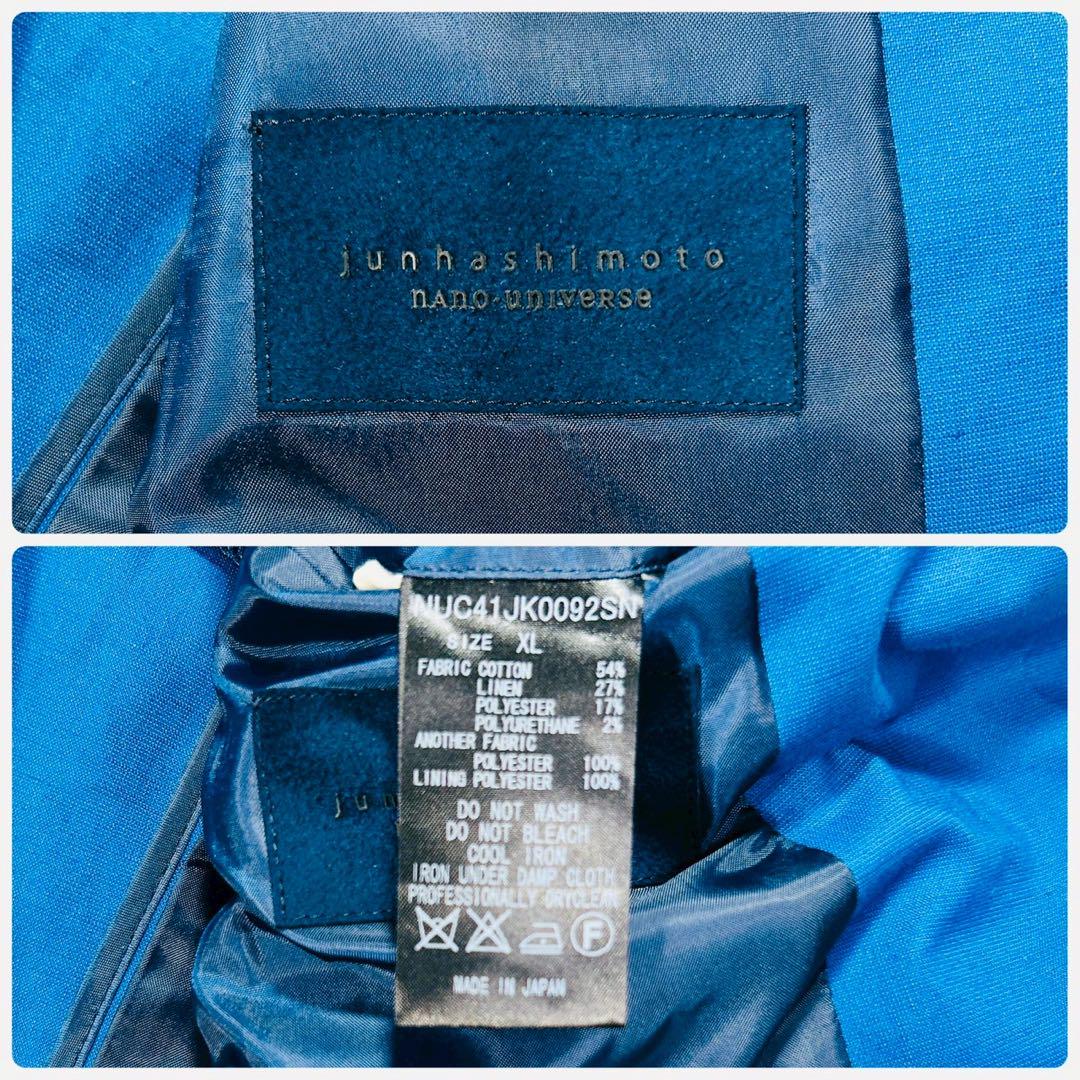 junhashimoto
nAno·unIVeRSe
NUC41JK0092SN
SIZE XL
FABRIC COTTON 54%
LINEN 27%
POLYESTER 17%
POLYURETHANE 2%
ANOTHER FABRIC
POLYESTER 100%
LINING POLYESTER 100%
jun
DO NOT WASH
DO NOT BLEACH
COOL IRON
IRON UNDER DAMP CLOTH
PROFESSIONALLY DRYCLEAN
F
MADE IN JAPAN